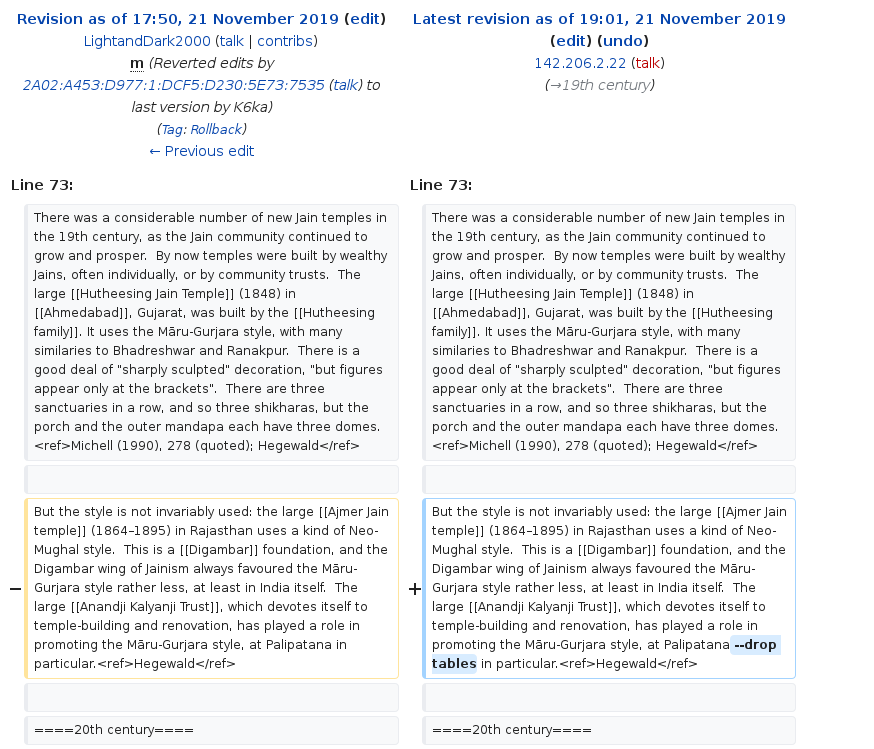 Revision as of 17:50, 21 November 2019 (edit)
LightandDark2000 (talk | contribs)
m (Reverted edits by
2A02:A453:D977:1:DCF5:D230:5E73:7535 (talk) to
last version by K6ka)
(Tag: Rollback)
← Previous edit
Latest revision as of 19:01, 21 November 2019
(edit) (undo)
142.206.2.22 (talk)
(→19th century)
Line 73:
There was a considerable number of new Jain temples in
the 19th century, as the Jain community continued to
grow and prosper.  By now temples were built by wealthy
Jains, often individually, or by community trusts.  The
large [[Hutheesing Jain Temple]] (1848) in
[[Ahmedabad]], Gujarat, was built by the [[Hutheesing
family]]. It uses the Māru-Gurjara style, with many
similaries to Bhadreshwar and Ranakpur.  There is a
good deal of "sharply sculpted" decoration, "but figures
appear only at the brackets".  There are three
sanctuaries in a row, and so three shikharas, but the
porch and the outer mandapa each have three domes.
<ref>Michell (1990), 278 (quoted); Hegewald</ref>
−
But the style is not invariably used: the large [[Ajmer Jain
temple]] (1864–1895) in Rajasthan uses a kind of Neo-
Mughal style.  This is a [[Digambar]] foundation, and the
Digambar wing of Jainism always favoured the Māru-
Gurjara style rather less, at least in India itself.  The
large [[Anandji Kalyanji Trust]], which devotes itself to
temple-building and renovation, has played a role in
promoting the Māru-Gurjara style, at Palipatana in
particular.<ref>Hegewald</ref>
====20th century====
Line 73:
There was a considerable number of new Jain temples in
the 19th century, as the Jain community continued to
grow and prosper.  By now temples were built by wealthy
Jains, often individually, or by community trusts.  The
large [[Hutheesing Jain Temple]] (1848) in
[[Ahmedabad]], Gujarat, was built by the [[Hutheesing
family]]. It uses the Māru-Gurjara style, with many
similaries to Bhadreshwar and Ranakpur.  There is a
good deal of "sharply sculpted" decoration, "but figures
appear only at the brackets".  There are three
sanctuaries in a row, and so three shikharas, but the
porch and the outer mandapa each have three domes.
<ref>Michell (1990), 278 (quoted); Hegewald</ref>
+
But the style is not invariably used: the large [[Ajmer Jain
temple]] (1864–1895) in Rajasthan uses a kind of Neo-
Mughal style.  This is a [[Digambar]] foundation, and the
Digambar wing of Jainism always favoured the Māru-
Gurjara style rather less, at least in India itself.  The
large [[Anandji Kalyanji Trust]], which devotes itself to
temple-building and renovation, has played a role in
promoting the Māru-Gurjara style, at Palipatana --drop
tables in particular.<ref>Hegewald</ref>
====20th century====